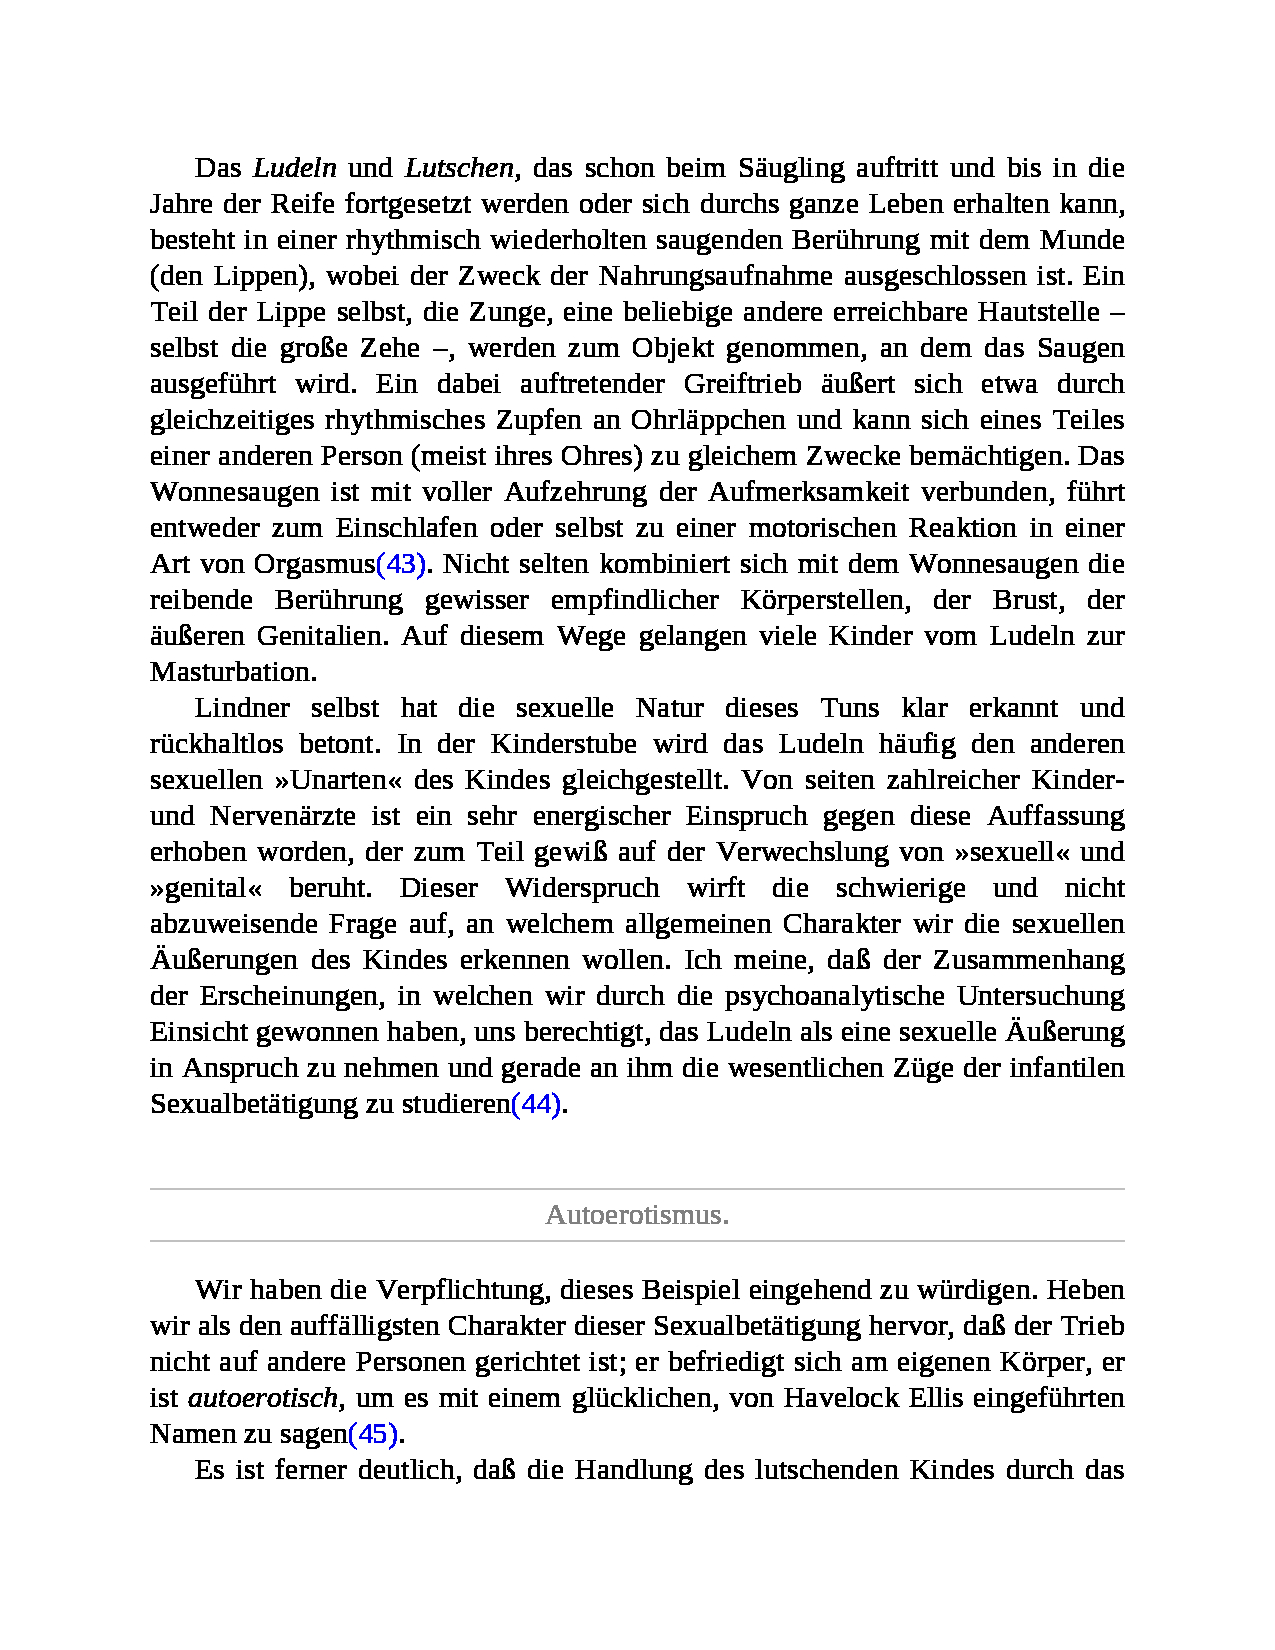 Das Ludeln und Lutschen, das schon beim Säugling auftritt und bis in die
Jahre der Reife fortgesetzt werden oder sich durchs ganze Leben erhalten kann,
besteht in einer rhythmisch wiederholten saugenden Berührung mit dem Munde
(den Lippen), wobei der Zweck der Nahrungsaufnahme ausgeschlossen ist. Ein
Teil der Lippe selbst, die Zunge, eine beliebige andere erreichbare Hautstelle –
selbst die große Zehe –, werden zum Objekt genommen, an dem das Saugen
ausgeführt wird. Ein dabei auftretender Greiftrieb äußert sich etwa durch
gleichzeitiges rhythmisches Zupfen an Ohrläppchen und kann sich eines Teiles
einer anderen Person (meist ihres Ohres) zu gleichem Zwecke bemächtigen. Das
Wonnesaugen ist mit voller Aufzehrung der Aufmerksamkeit verbunden, führt
entweder zum Einschlafen oder selbst zu einer motorischen Reaktion in einer
Art von Orgasmus(43). Nicht selten kombiniert sich mit dem Wonnesaugen die
reibende Berührung gewisser empfindlicher Körperstellen, der Brust, der
äußeren Genitalien. Auf diesem Wege gelangen viele Kinder vom Ludeln zur
Masturbation.
Lindner selbst hat die sexuelle Natur dieses Tuns klar erkannt und
rückhaltlos betont. In der Kinderstube wird das Ludeln häufig den anderen
sexuellen »Unarten« des Kindes gleichgestellt. Von seiten zahlreicher Kinder-
und Nervenärzte ist ein sehr energischer Einspruch gegen diese Auffassung
erhoben worden, der zum Teil gewiß auf der Verwechslung von »sexuell« und
»genital« beruht. Dieser Widerspruch wirft die schwierige und nicht
abzuweisende Frage auf, an welchem allgemeinen Charakter wir die sexuellen
Äußerungen des Kindes erkennen wollen. Ich meine, daß der Zusammenhang
der Erscheinungen, in welchen wir durch die psychoanalytische Untersuchung
Einsicht gewonnen haben, uns berechtigt, das Ludeln als eine sexuelle Äußerung
in Anspruch zu nehmen und gerade an ihm die wesentlichen Züge der infantilen
Sexualbetätigung zu studieren(44).
Autoerotismus.
Wir haben die Verpflichtung, dieses Beispiel eingehend zu würdigen. Heben
wir als den auffälligsten Charakter dieser Sexualbetätigung hervor, daß der Trieb
nicht auf andere Personen gerichtet ist; er befriedigt sich am eigenen Körper, er
ist autoerotisch, um es mit einem glücklichen, von Havelock Ellis eingeführten
Namen zu sagen(45).
Es ist ferner deutlich, daß die Handlung des lutschenden Kindes durch das